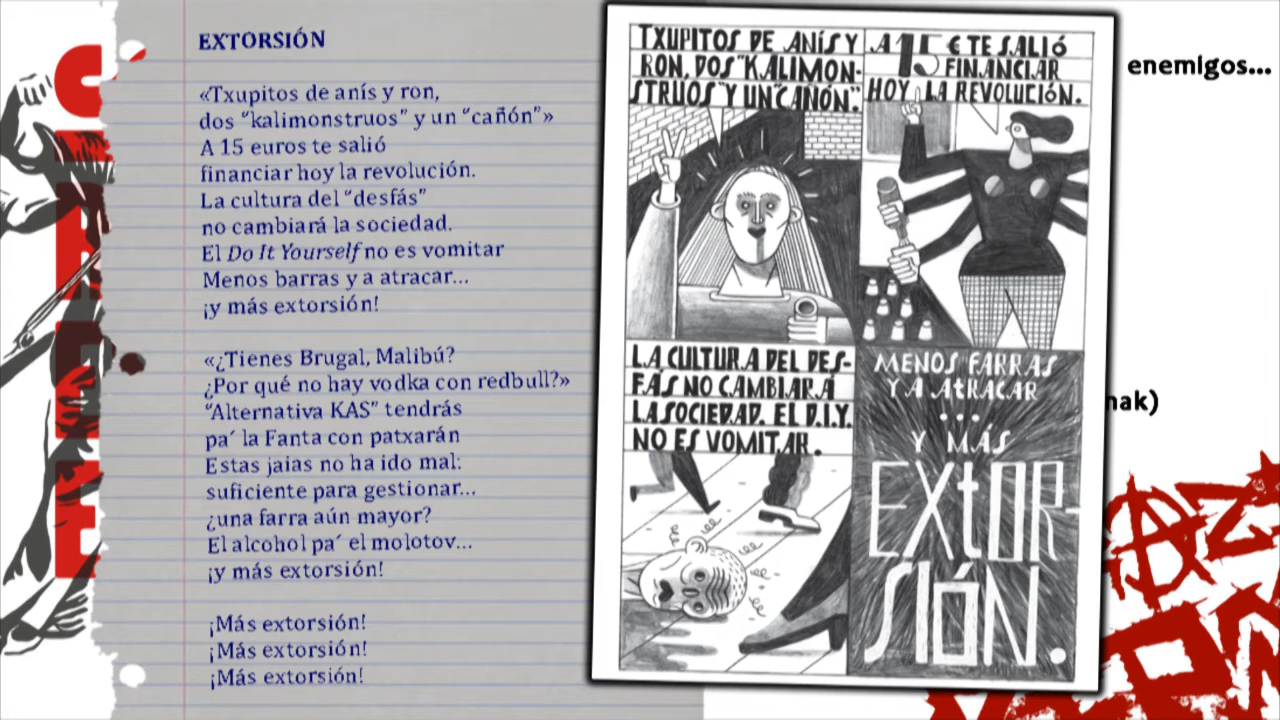 EXTORSIÓN
«Txupitos de anís y ron,
dos "kalimonstruos" y un "cañón"»
A 15 euros te salió
financiar hoy la revolución.
La cultura del "desfás"
no cambiará la sociedad.
El Do It Yourself no es vomitar
Menos barras y a atracar...
¡y más extorsión!
«¿Tienes Brugal, Malibú?
¿Por qué no hay vodka con redbull?»
"Alternativa KAS" tendrás
pa´ la Fanta con patxarán
Estas jaias no ha ido mal:
suficiente para gestionar...
¿una farra aún mayor?
El alcohol pa´ el molotov...
¡y más extorsión!
¡Más extorsión!
¡Más extorsión!
¡Más extorsión!
TXUPITOS DE ANÍS Y
RON, DOS "KALIMON-
STRUOS" Y UN "CAÑÓN".
A 15 € TE SALIÓ
FINANCIAR
HOY LA REVOLUCIÓN.
LA CULTURA DEL DES-
FÁS NO CAMBIARÁ
LA SOCIEDAD. EL D.I.Y.
NO ES VOMITAR.
MENOS FARRAS
Y A AtRACAR
...
Y MÁS
EXtOR-
SIÓN.
enemigos...
nak)